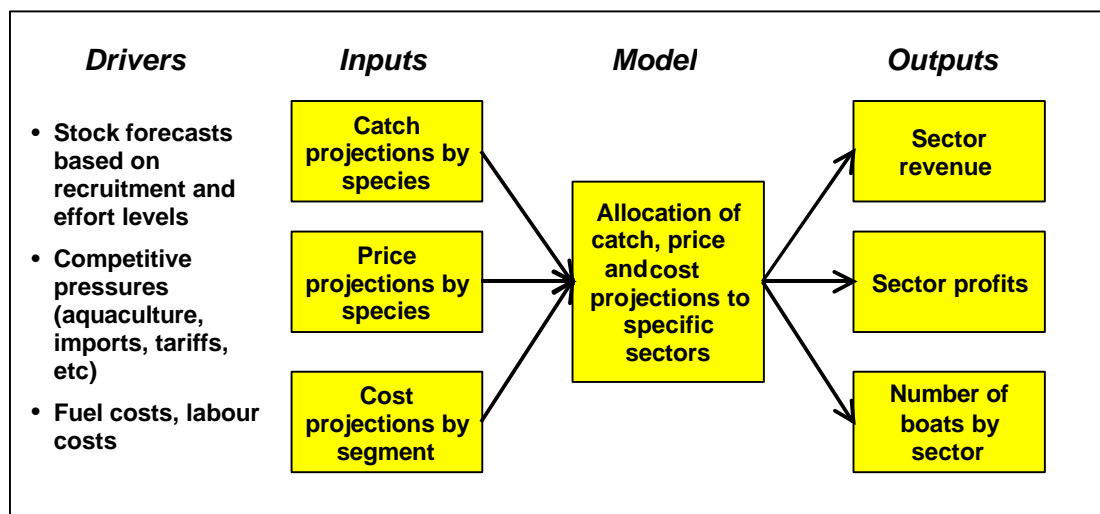 Drivers
Inputs
Model
Outputs
• Stock forecasts
based on
recruitment and
effort levels
• Competitive
pressures
(aquaculture,
imports, tariffs,
etc)
• Fuel costs, labour
costs
Catch
projections by
species
Price
projections by
species
Cost
projections by
segment
Allocation of
catch, price
and cost
projections to
specific
sectors
Sector
revenue
Sector profits
Number of
boats by
sector